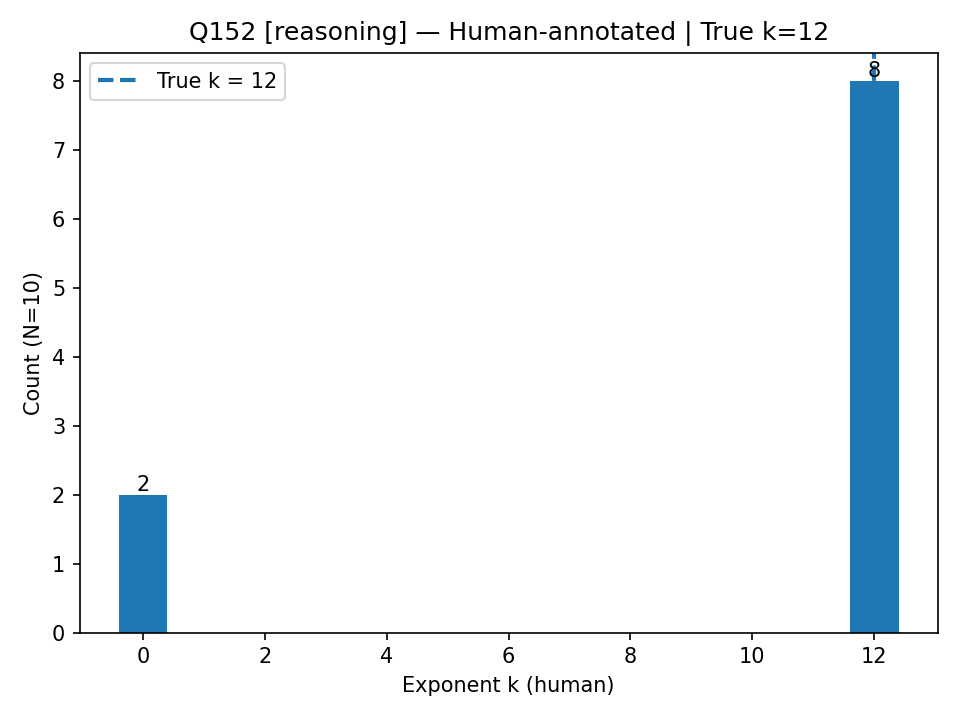 Q152 [reasoning] — Human-annotated | True k=12
True k = 12
8
2
Count (N=10)
8
7
6
5
4
3
2
1
0
0 2 4 6 8 10 12
Exponent k (human)